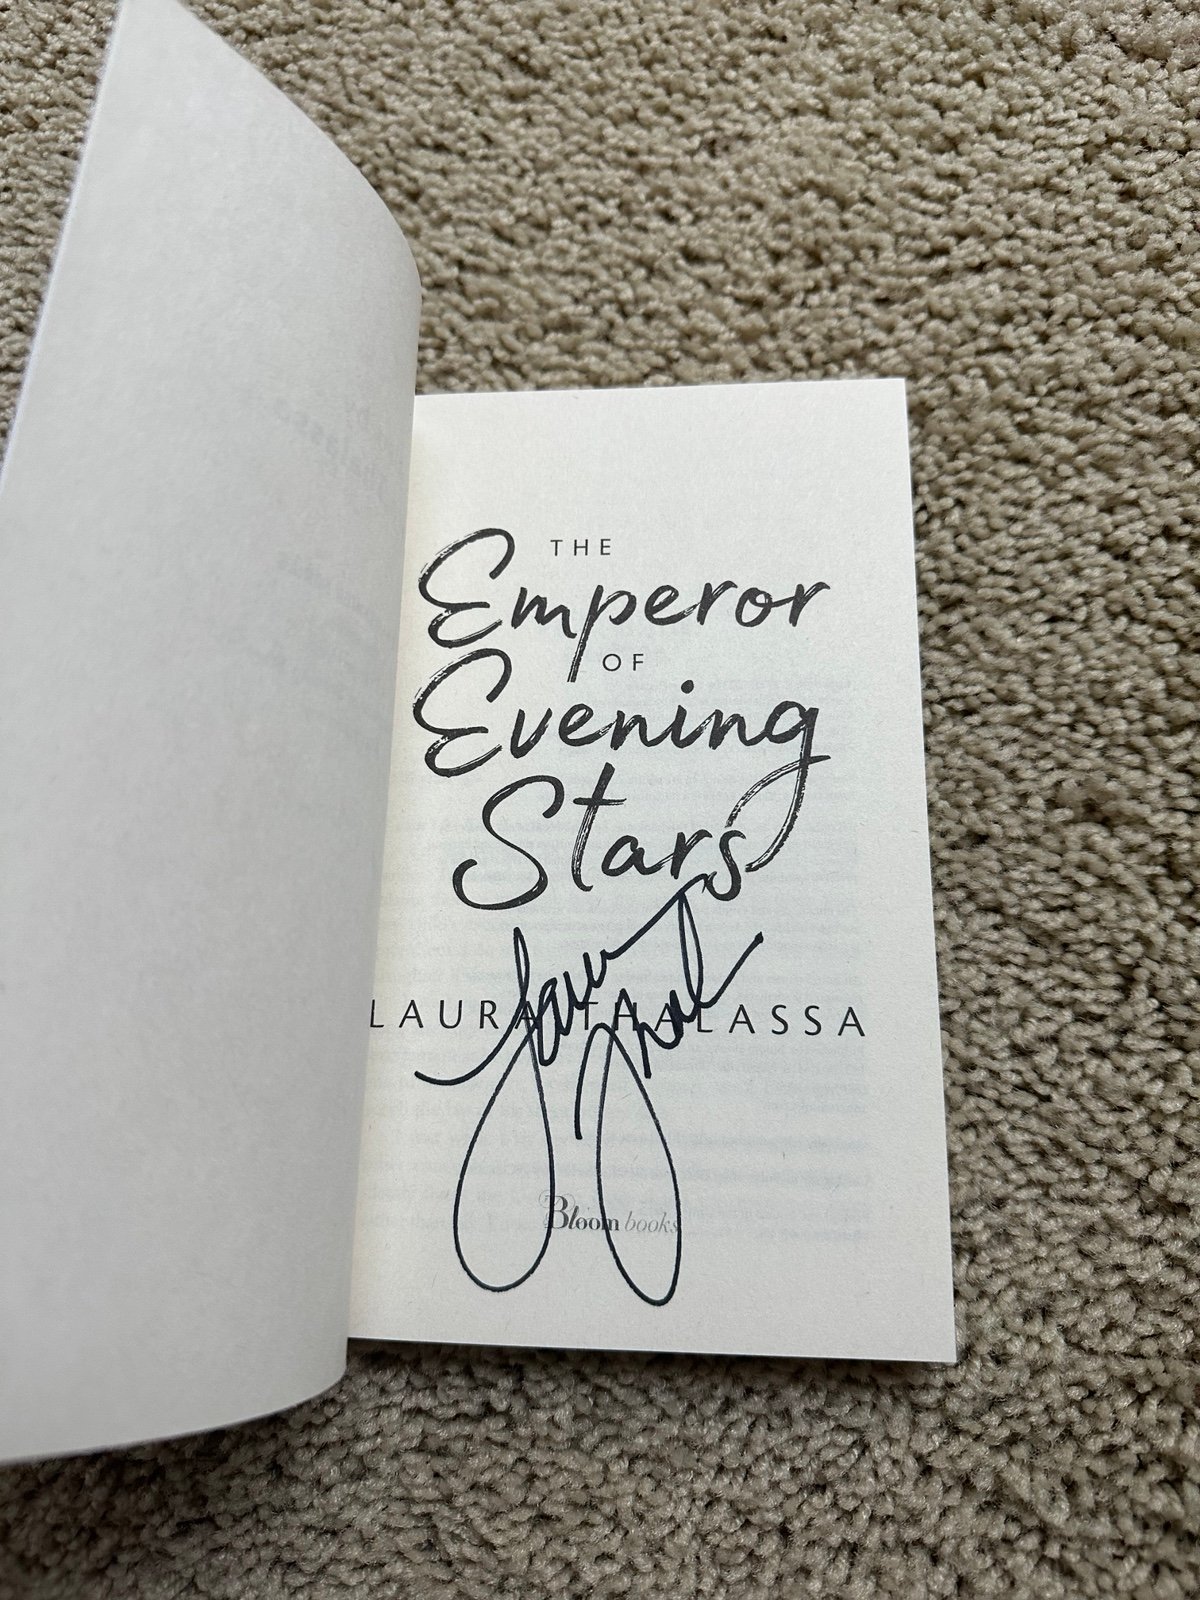 THE
Emperor
OF
Evening
Stars
LAURA THALASSA
Bloom books